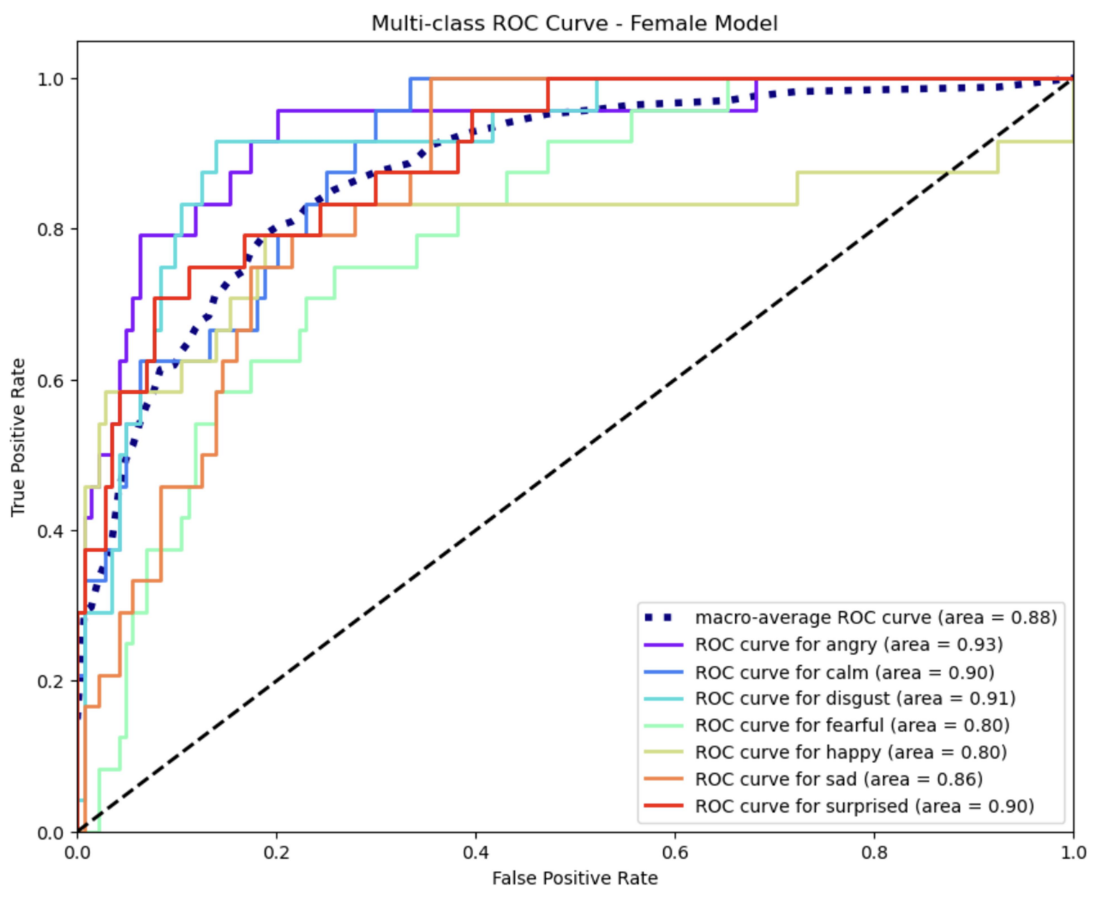 Multi-class ROC Curve - Female Model
True Positive Rate
1.0
0.8
0.6
0.4
0.2
0.0
macro-average ROC curve (area = 0.88)
ROC curve for angry (area = 0.93)
ROC curve for calm (area = 0.90)
ROC curve for disgust (area = 0.91)
ROC curve for fearful (area = 0.80)
ROC curve for happy (area = 0.80)
ROC curve for sad (area = 0.86)
ROC curve for surprised (area = 0.90)
0.0 0.2 0.4 0.6 0.8 1.0
False Positive Rate